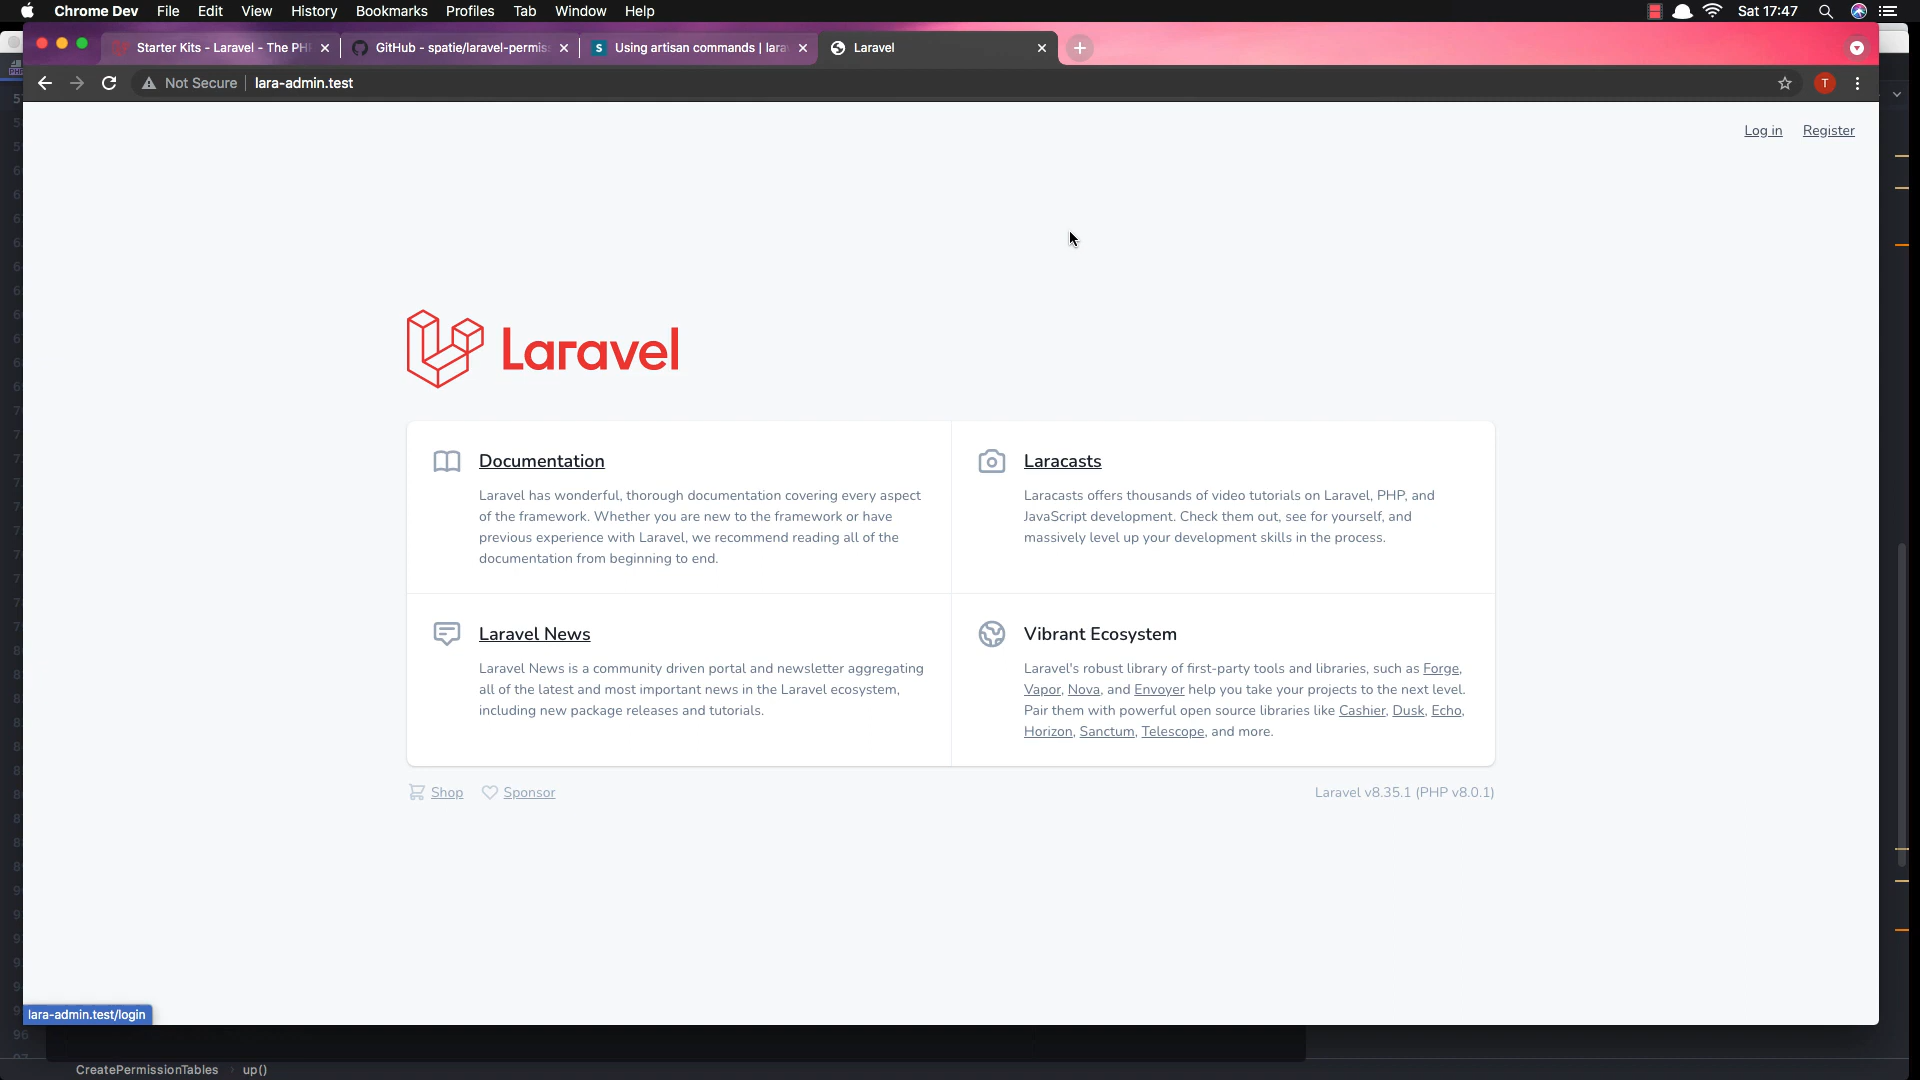 Chrome Dev File Edit View History Bookmarks Profiles Tab Window Help Sat 17:47
Starter Kits - Laravel - The PH GitHub - spatie/laravel-permis Using artisan commands | lara Laravel
Not Secure lara-admin.test T
Log in Register
Laravel
Documentation
Laravel has wonderful, thorough documentation covering every aspect
of the framework. Whether you are new to the framework or have
previous experience with Laravel, we recommend reading all of the
documentation from beginning to end.
Laracasts
Laracasts offers thousands of video tutorials on Laravel, PHP, and
JavaScript development. Check them out, see for yourself, and
massively level up your development skills in the process.
Laravel News
Laravel News is a community driven portal and newsletter aggregating
all of the latest and most important news in the Laravel ecosystem,
including new package releases and tutorials.
Vibrant Ecosystem
Laravel's robust library of first-party tools and libraries, such as Forge,
Vapor, Nova, and Envoyer help you take your projects to the next level.
Pair them with powerful open source libraries like Cashier, Dusk, Echo,
Horizon, Sanctum, Telescope, and more.
Shop Sponsor Laravel v8.35.1 (PHP v8.0.1)
lara-admin.test/login
96
CreatePermissionTables › up()